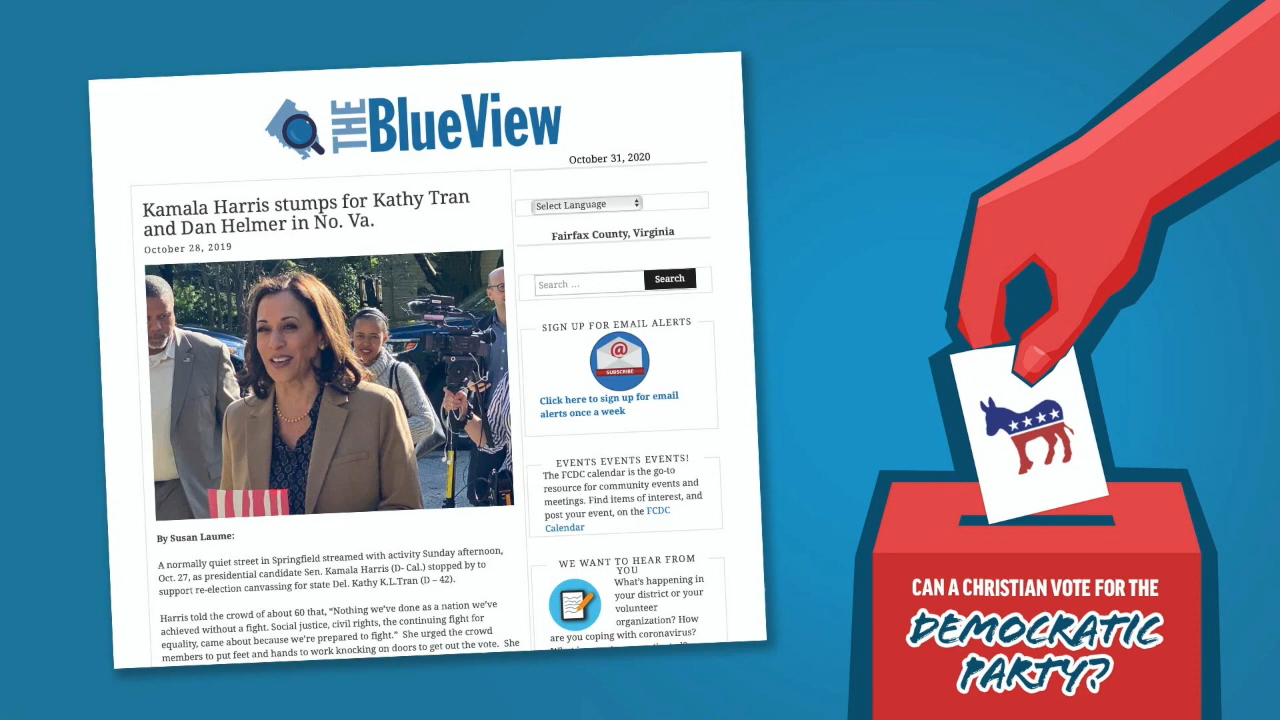 THE BlueView
October 31, 2020
Kamala Harris stumps for Kathy Tran
and Dan Helmer in No. Va.
October 28, 2019
By Susan Laume:
A normally quiet street in Springfield streamed with activity Sunday afternoon,
Oct. 27, as presidential candidate Sen. Kamala Harris (D- Cal.) stopped by to
support re-election canvassing for state Del. Kathy K.L.Tran (D – 42).
Harris told the crowd of about 60 that, “Nothing we’ve done as a nation we’ve
achieved without a fight. Social justice, civil rights, the continuing fight for
equality, came about because we’re prepared to fight.” She urged the crowd
members to put feet and hands to work knocking on doors to get out the vote. She
Select Language
Fairfax County, Virginia
Search ...
Search
SIGN UP FOR EMAIL ALERTS
@
SUBSCRIBE
Click here to sign up for email
alerts once a week
EVENTS EVENTS EVENTS!
The FCDC calendar is the go-to
resource for community events and
meetings. Find items of interest, and
post your event, on the FCDC
Calendar
WE WANT TO HEAR FROM
YOU
What’s happening in
your district or your
volunteer
organization? How
are you coping with coronavirus?
CAN A CHRISTIAN VOTE FOR THE
DEMOCRATIC
PARTY?